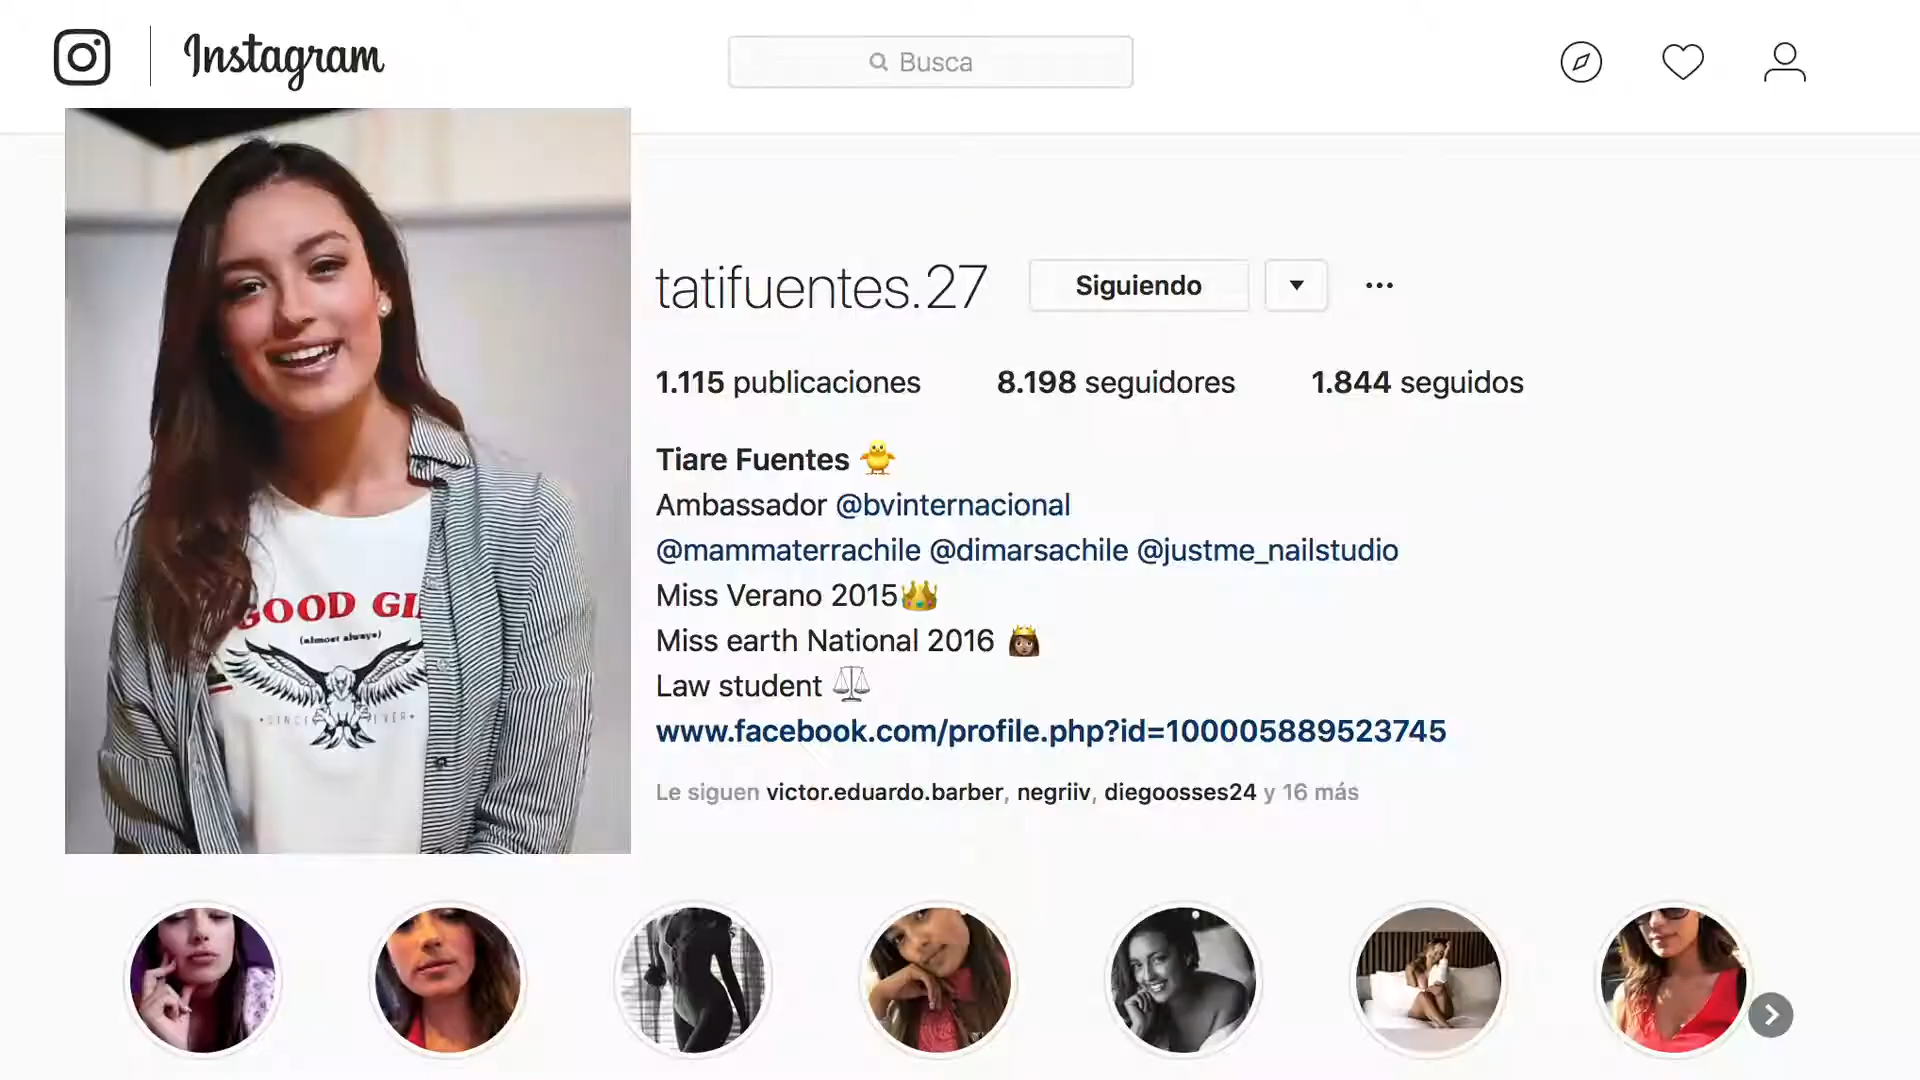 Instagram
Busca
tatifuentes.27 Siguiendo
1.115 publicaciones 8.198 seguidores 1.844 seguidos
Tiare Fuentes
Ambassador @bvinternacional
@mammaterrachile @dimarsachile @justme_nailstudio
Miss Verano 2015
Miss earth National 2016
Law student
www.facebook.com/profile.php?id=100005889523745
Le siguen victor.eduardo.barber, negriiv, diegoosses24 y 16 más
GOOD GI
(almost always)